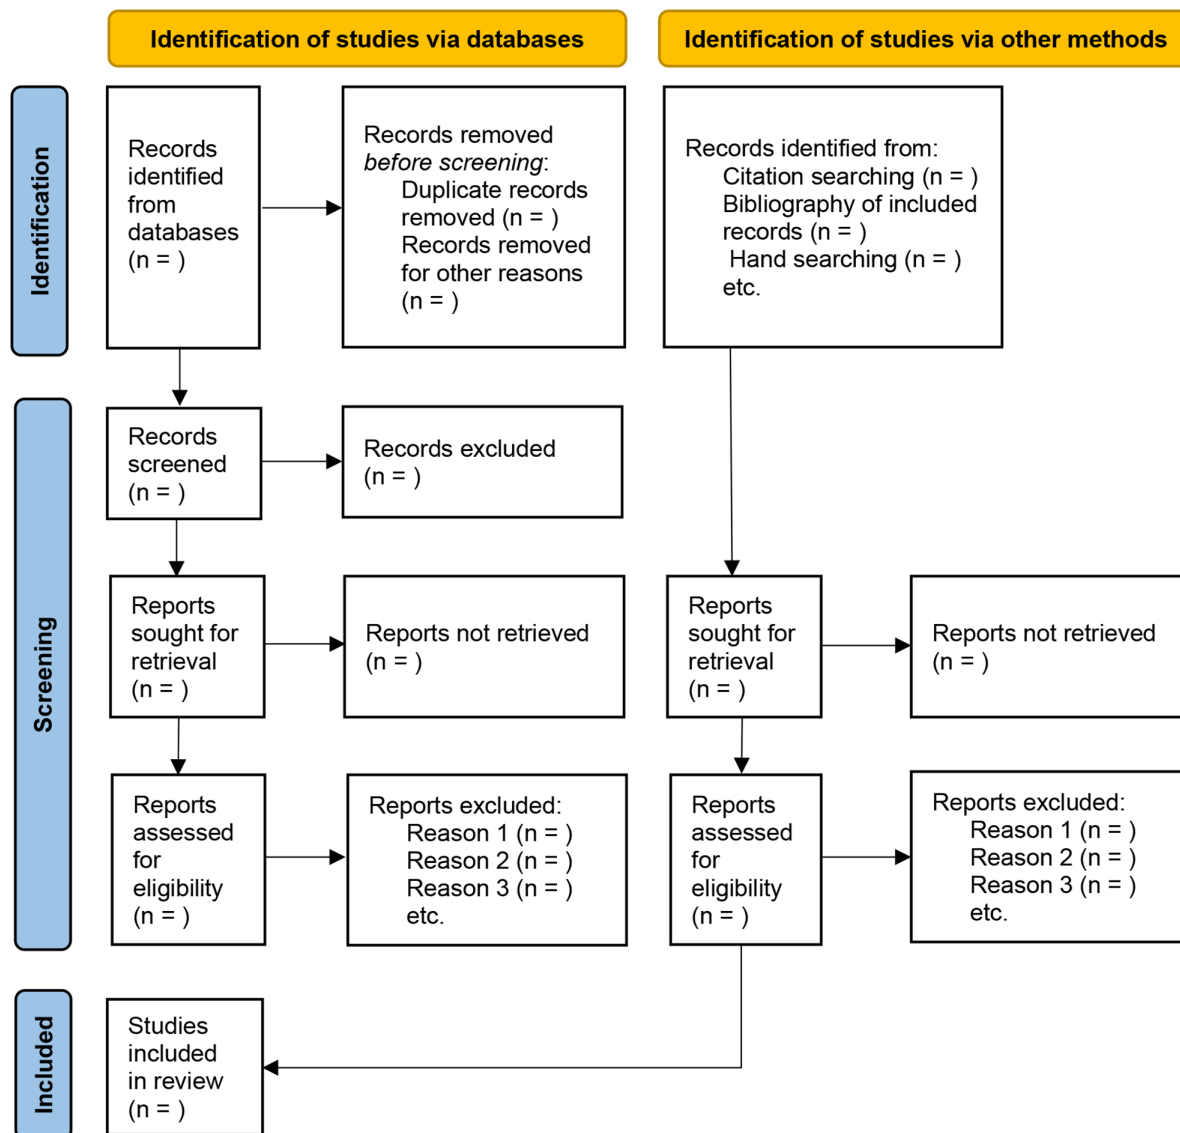 Identification of studies via databases
Identification of studies via other methods
Identification
Records
identified
from
databases
(n = )
Records removed
before screening:
Duplicate records
removed (n = )
Records removed
for other reasons
(n = )
Records identified from:
Citation searching (n = )
Bibliography of included
records (n = )
Hand searching (n = )
etc.
Screening
Records
screened
(n = )
Records excluded
(n = )
Reports
sought for
retrieval
(n = )
Reports not retrieved
(n = )
Reports
sought for
retrieval
(n = )
Reports not retrieved
(n = )
Reports
assessed
for
eligibility
(n = )
Reports excluded:
Reason 1 (n = )
Reason 2 (n = )
Reason 3 (n = )
etc.
Reports
assessed
for
eligibility
(n = )
Reports excluded:
Reason 1 (n = )
Reason 2 (n = )
Reason 3 (n = )
etc.
Included
Studies
included
in review
(n = )